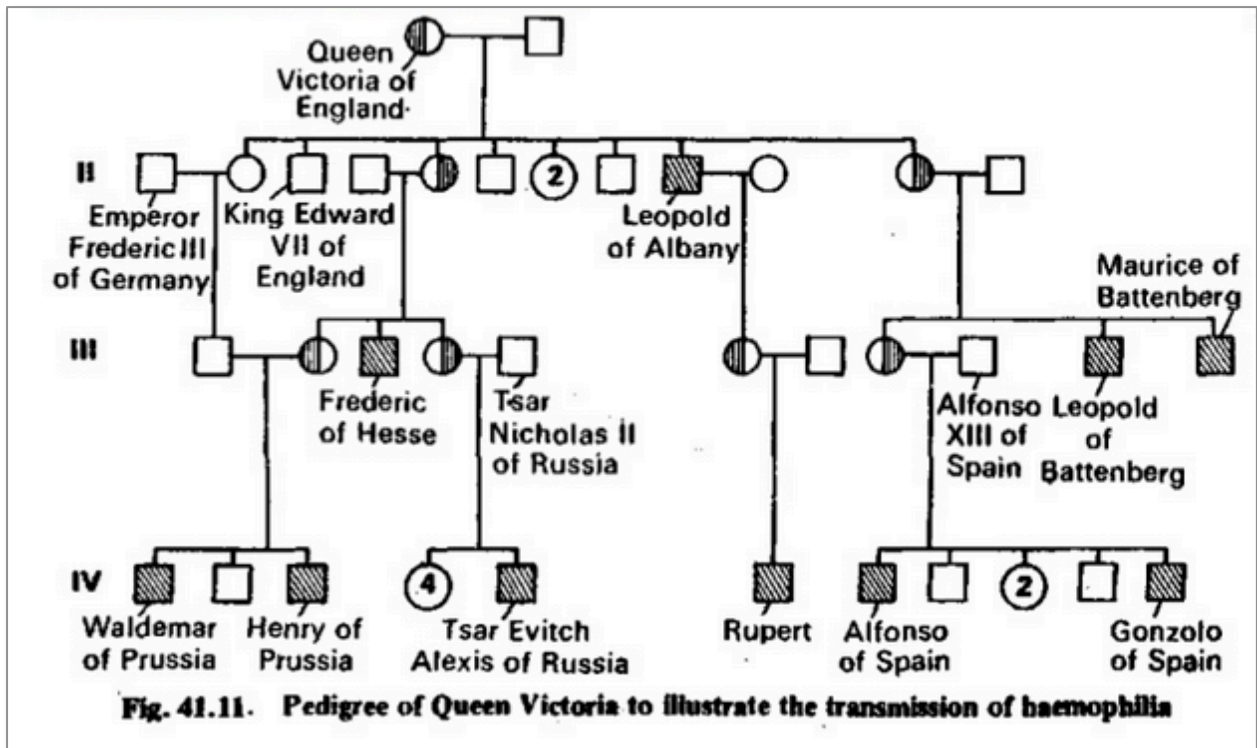 Queen
Victoria of
England.
II
2
Emperor
Frederic III
of Germany
King Edward
VII of
England
Leopold
of Albany
Maurice of
Battenberg
III
Frederic
of Hesse
Tsar
Nicholas II
of Russia
Alfonso
XIII of
Spain
Leopold
of
Battenberg
IV
4
2
Waldemar
of Prussia
Henry of
Prussia
Tsar Evitch
Alexis of Russia
Rupert
Alfonso
of Spain
Gonzolo
of Spain
Fig. 41.11. Pedigree of Queen Victoria to illustrate the transmission of haemophilia